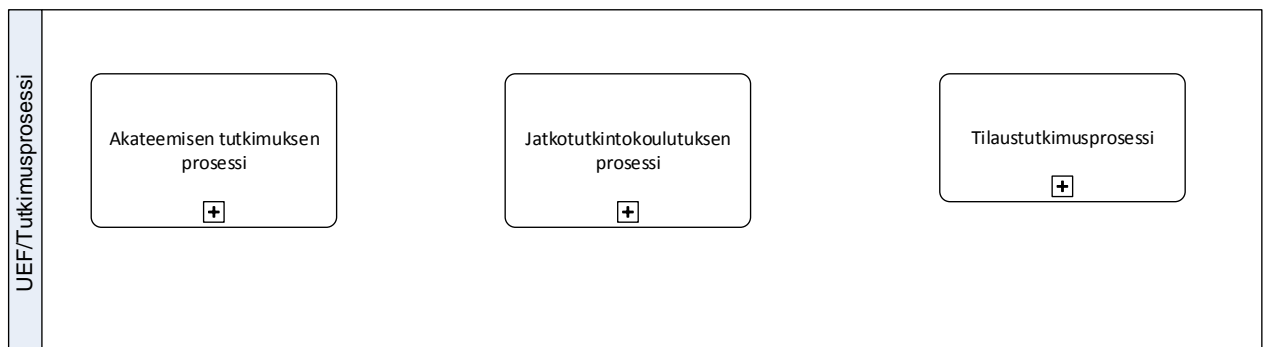 UEF/Tutkimusprosessi
Akateemisen tutkimuksen
prosessi
Jatkotutkintokoulutuksen
prosessi
Tilaustutkimusprosessi